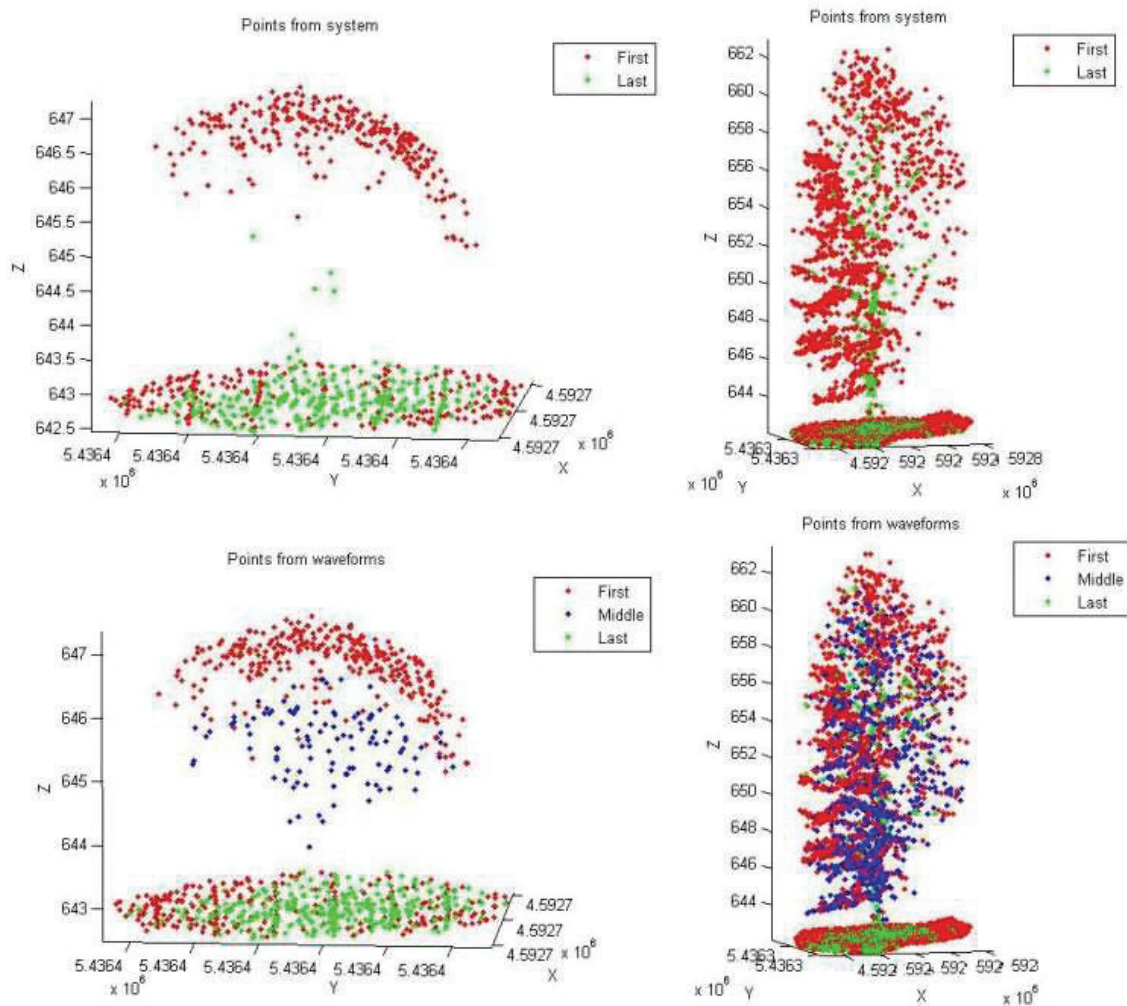 Points from system
First
Last
647
646.5
646
645.5
645
644.5
644
643.5
643
642.5
Z
5.4364 5.4364 5.4364 5.4364 5.4364 5.4364
x 10^6
Y
4.5927
4.5927
4.5927
x 10^6
X
Points from system
First
Last
662
660
658
656
654
652
650
648
646
644
Z
5.4363
5.4363
x 10^6
Y
4.592 592 592 592 5928
X
x 10^6
Points from waveforms
First
Middle
Last
647
646
645
644
643
Z
5.4364 5.4364 5.4364 5.4364 5.4364
x 10^6
Y
4.5927
4.5927
4.5927
x 10^6
X
Points from waveforms
First
Middle
Last
662
660
658
656
654
652
650
648
646
644
Z
5.4363
x 10^6
Y
4.592 592 592 592 592
X
x 10^6